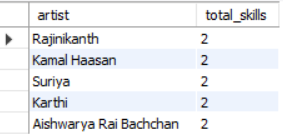 artist total_skills
Rajinikanth 2
Kamal Haasan 2
Suriya 2
Karthi 2
Aishwarya Rai Bachchan 2